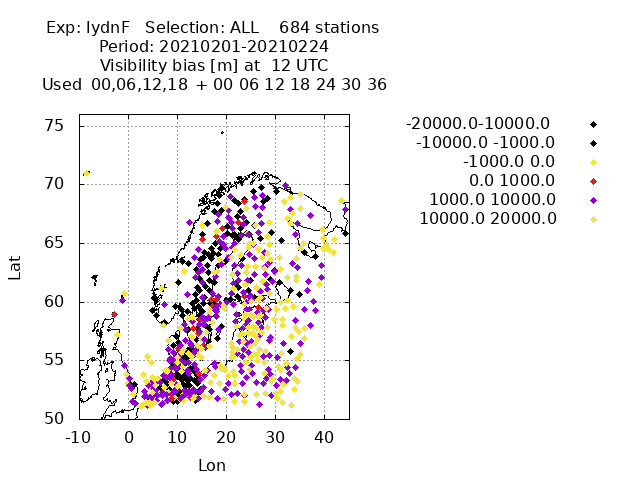 Exp: IydnF   Selection: ALL    684 stations
Period: 20210201-20210224
Visibility bias [m] at  12 UTC
Used  00,06,12,18  + 00 06 12 18 24 30 36
-20000.0-10000.0
-10000.0 -1000.0
-1000.0 0.0
0.0 1000.0
1000.0 10000.0
10000.0 20000.0
75
70
65
60
55
50
Lat
-10 0 10 20 30 40
Lon